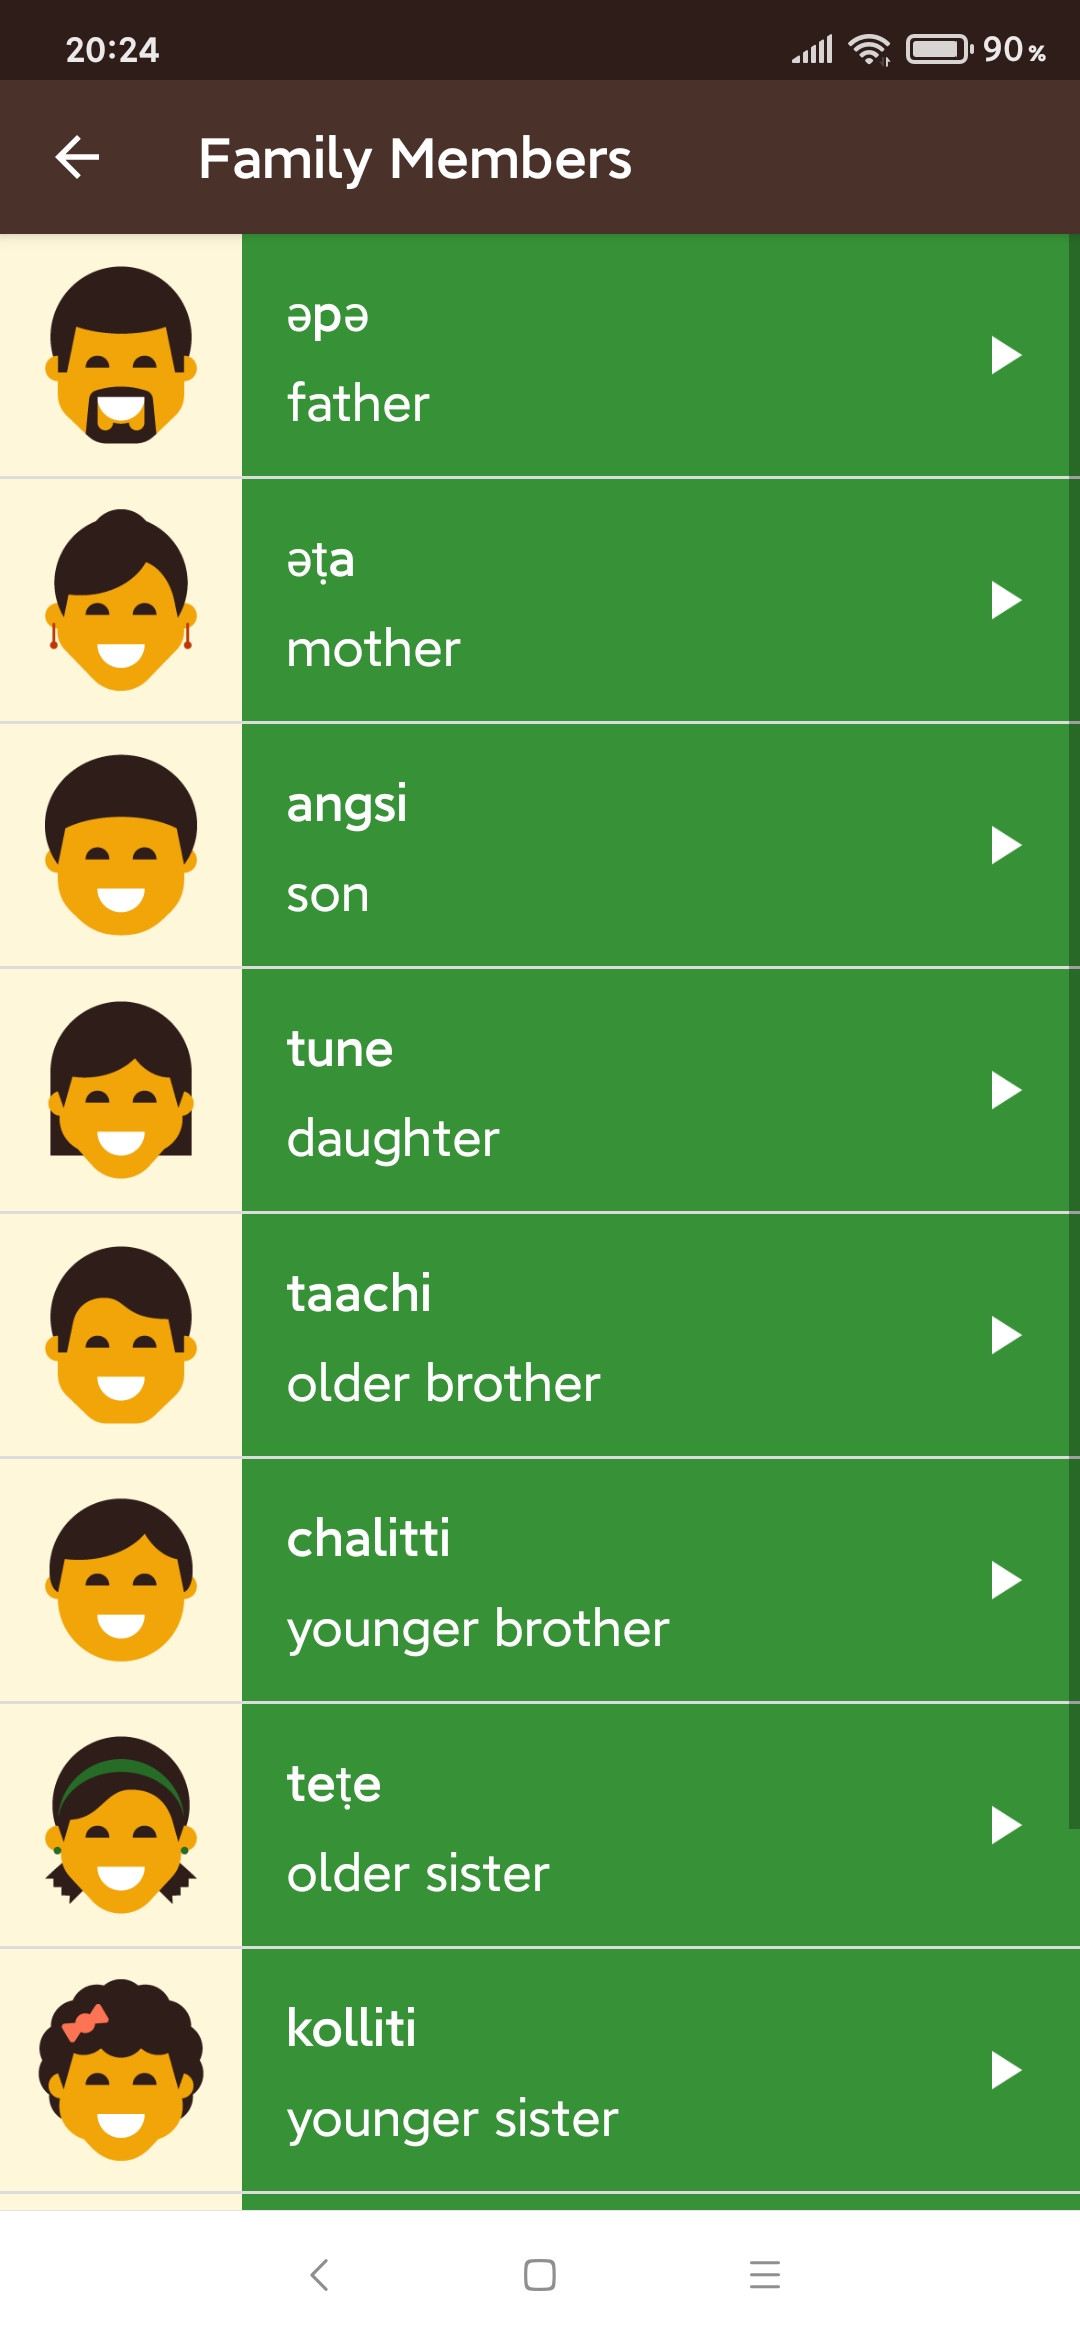 20:24
90%
Family Members
əpə
father
əṭa
mother
angsi
son
tune
daughter
taachi
older brother
chalitti
younger brother
teṭe
older sister
kolliti
younger sister